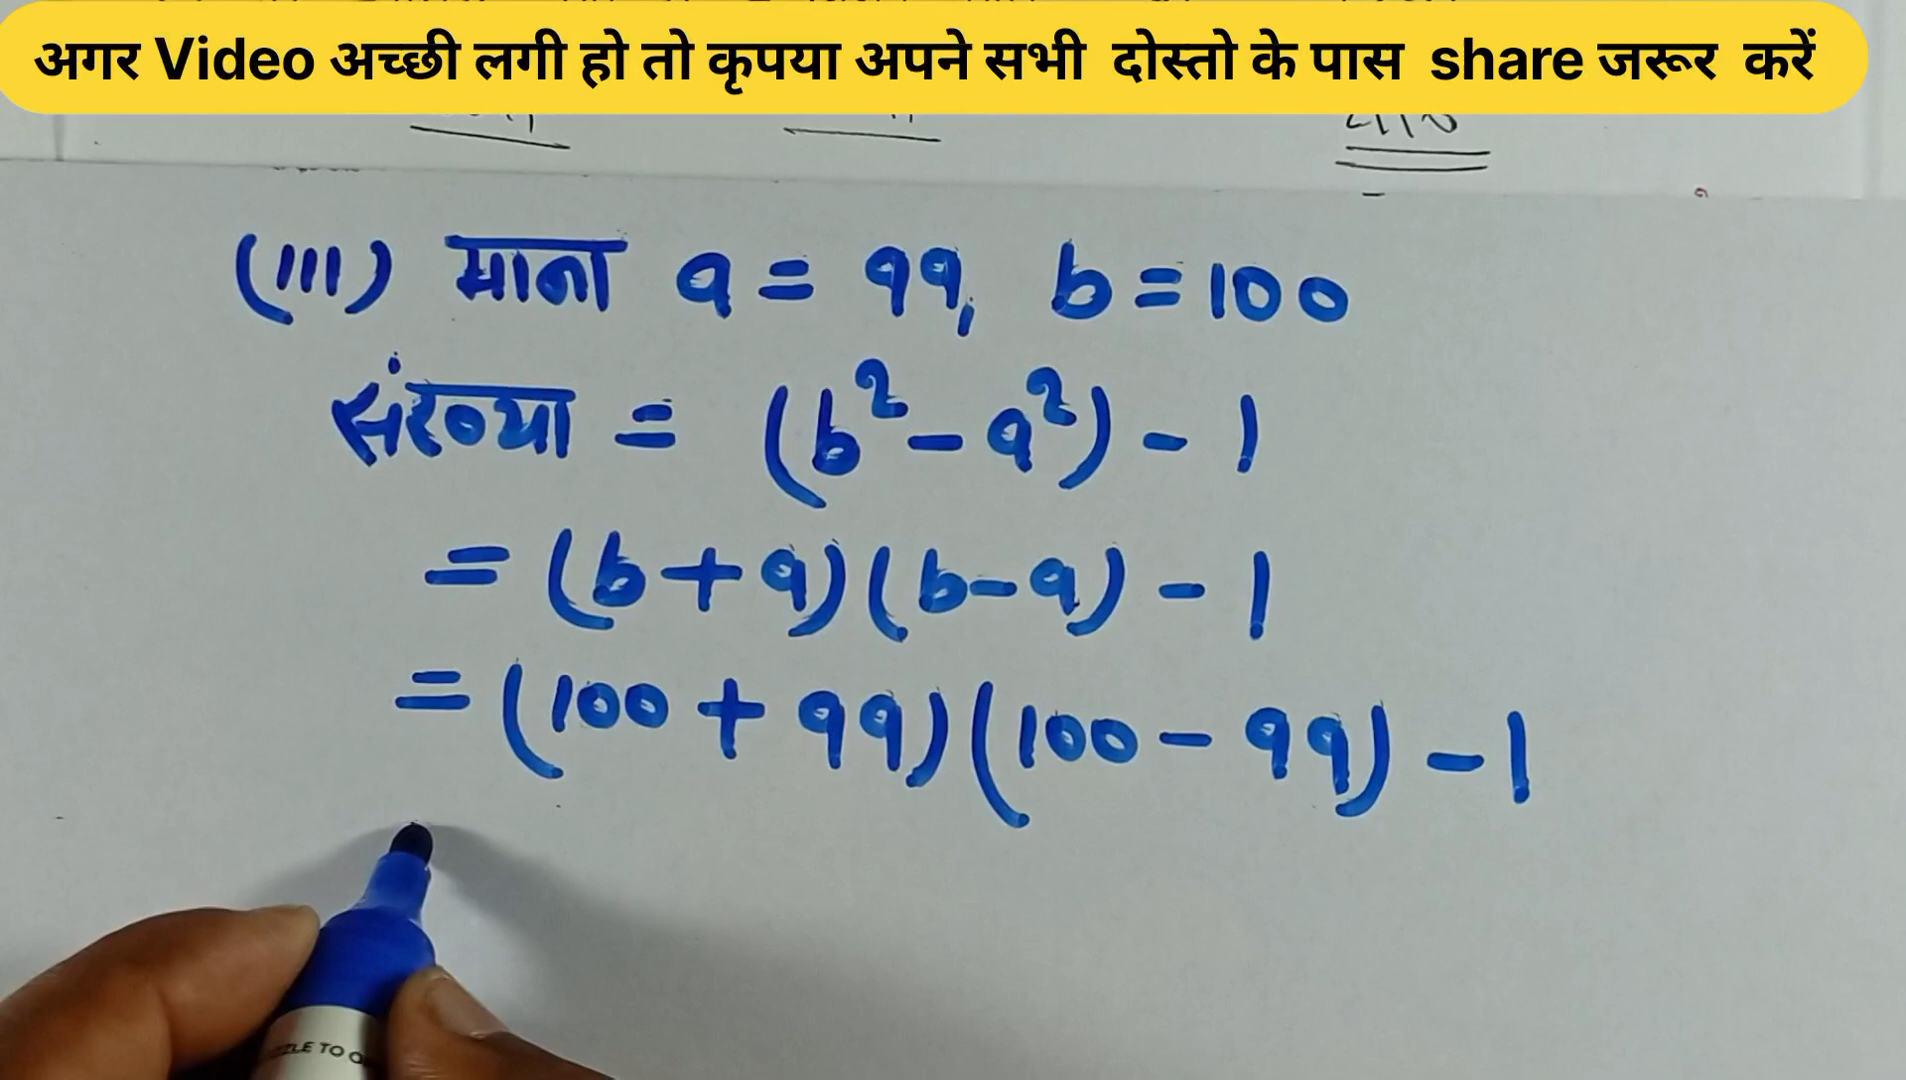 अगर Video अच्छी लगी हो तो कृपया अपने सभी दोस्तो के पास share जरूर करें
(111) माना a = 99, b = 100
संख्या = (b² - a²) - 1
= (b + a) (b - a) - 1
= (100 + 99) (100 - 99) - 1